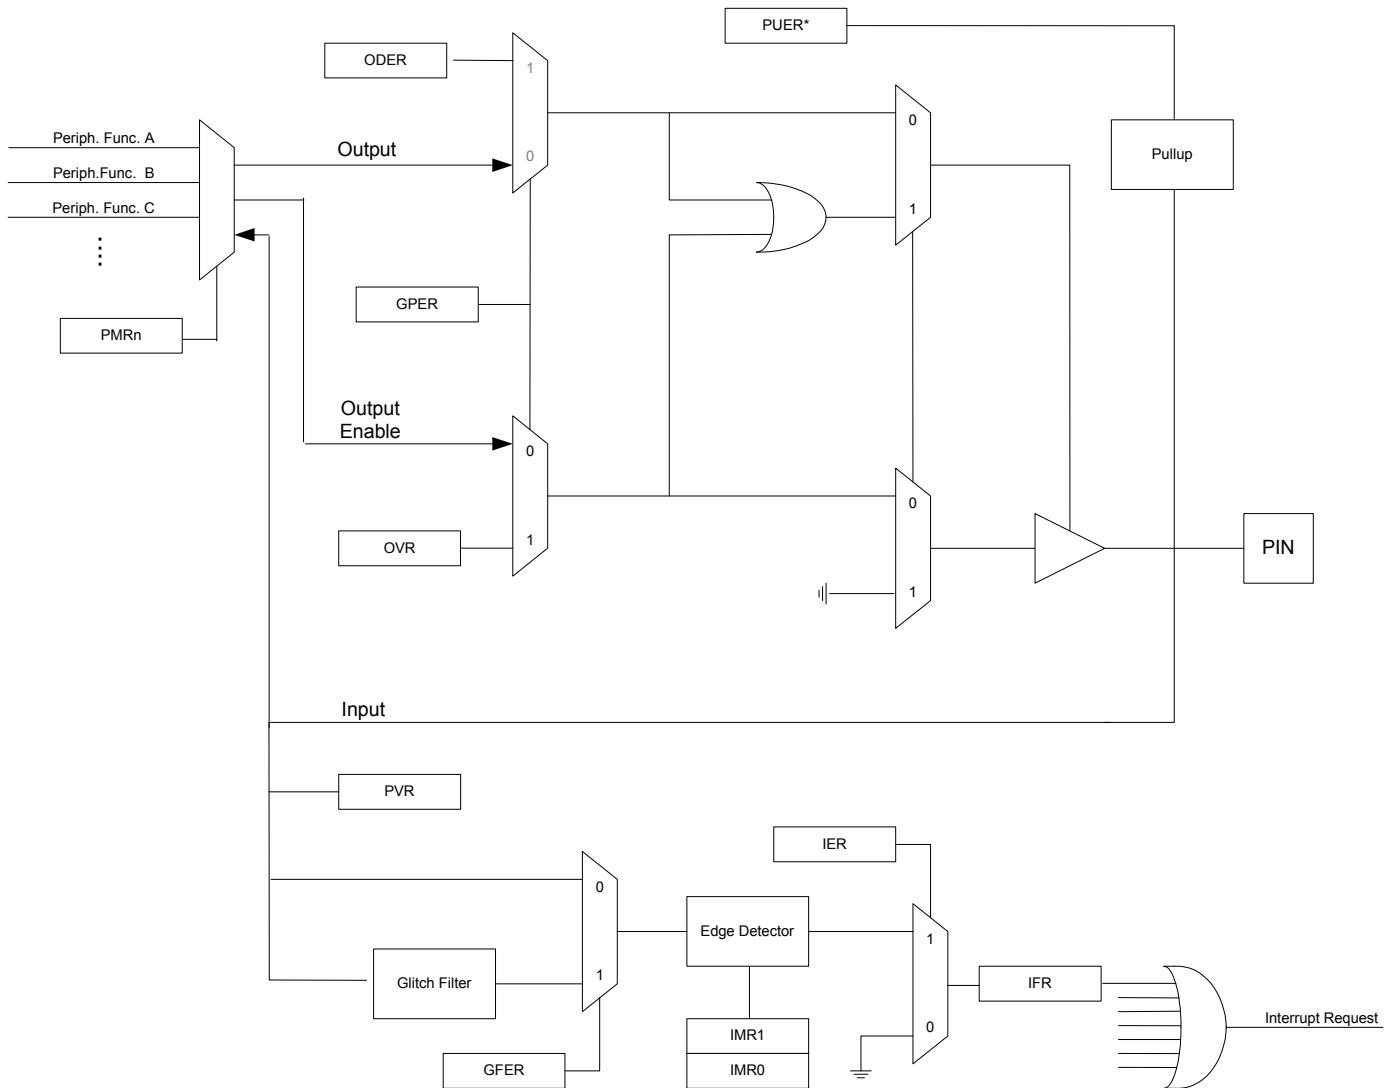 PUER*
ODER
1
0
Periph. Func. A
Output
0
Pullup
Periph.Func.  B
0
Periph. Func. C
1
GPER
PMRn
Output
Enable
0
0
OVR
1
PIN
1
Input
PVR
IER
0
Edge Detector
1
Glitch Filter
1
IFR
Interrupt Request
0
IMR1
GFER
IMR0